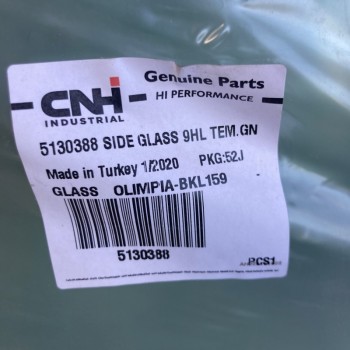 CNH
INDUSTRIAL
Genuine Parts
HI PERFORMANCE
5130388 SIDE GLASS 9HL TEM.GN
Made in Turkey 1/2020 PKG:52.I
GLASS OLIMPIA-BKL159
5130388
PCS1